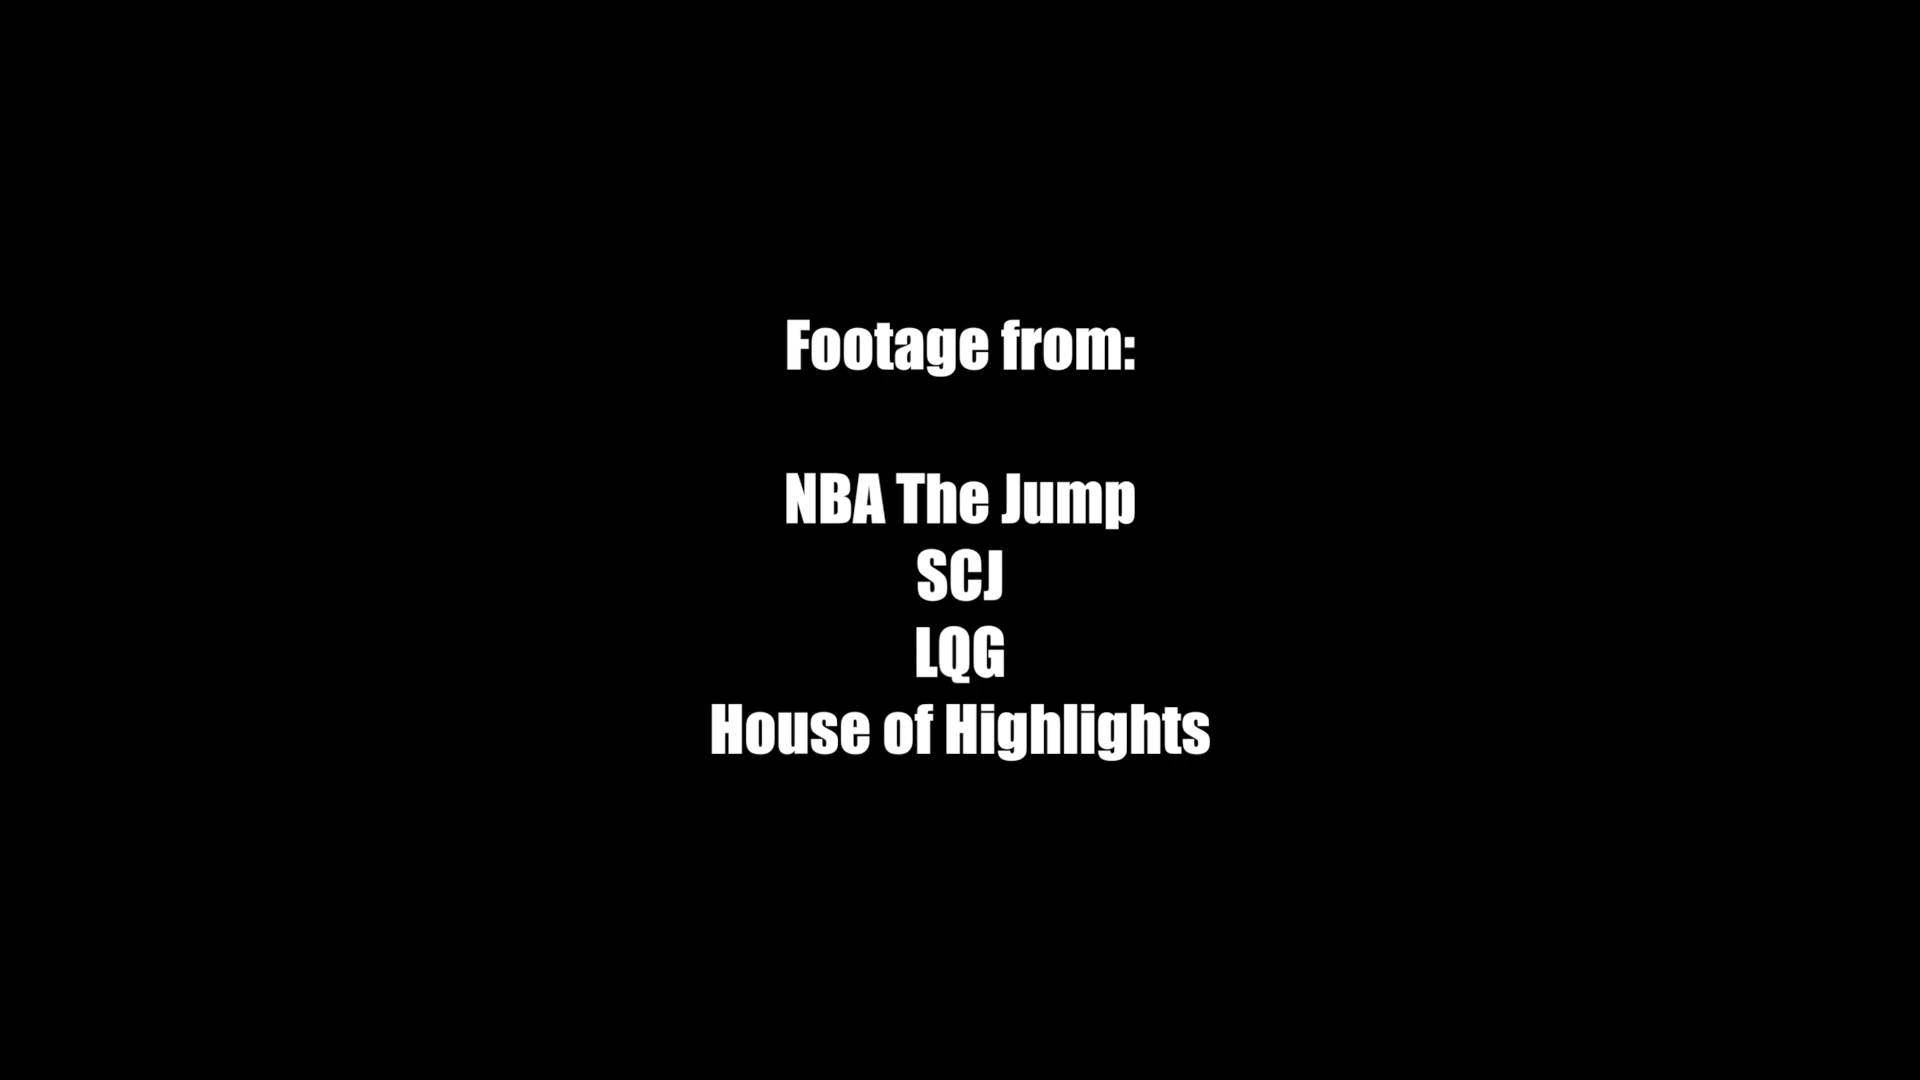 Footage from:
NBA The Jump
SCJ
LQG
House of Highlights